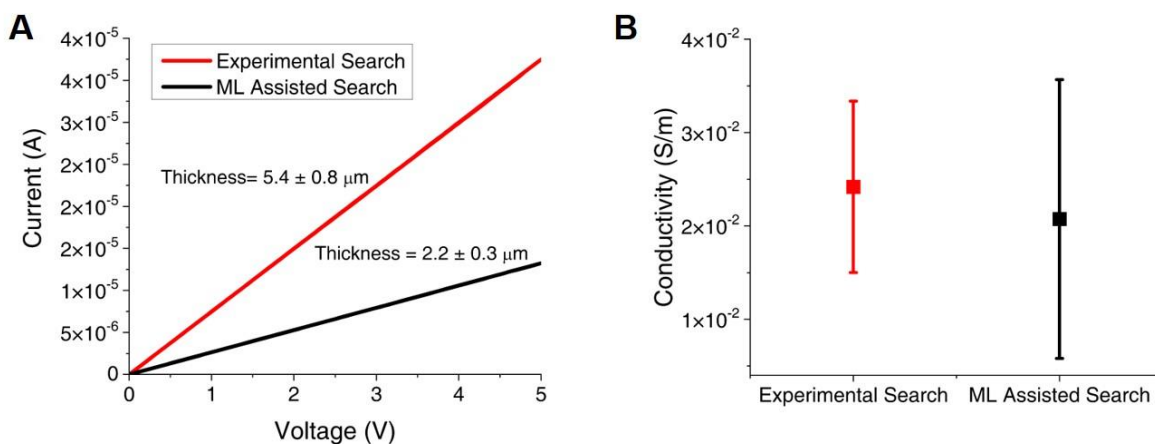 A
4×10⁻⁵
4×10⁻⁵
3×10⁻⁵
2×10⁻⁵
2×10⁻⁵
2×10⁻⁵
1×10⁻⁵
5×10⁻⁶
0
Current (A)
Experimental Search
ML Assisted Search
Thickness= 5.4 ± 0.8 μm
Thickness = 2.2 ± 0.3 μm
0 1 2 3 4 5
Voltage (V)
B
4×10⁻²
3×10⁻²
2×10⁻²
1×10⁻²
Conductivity (S/m)
Experimental Search ML Assisted Search